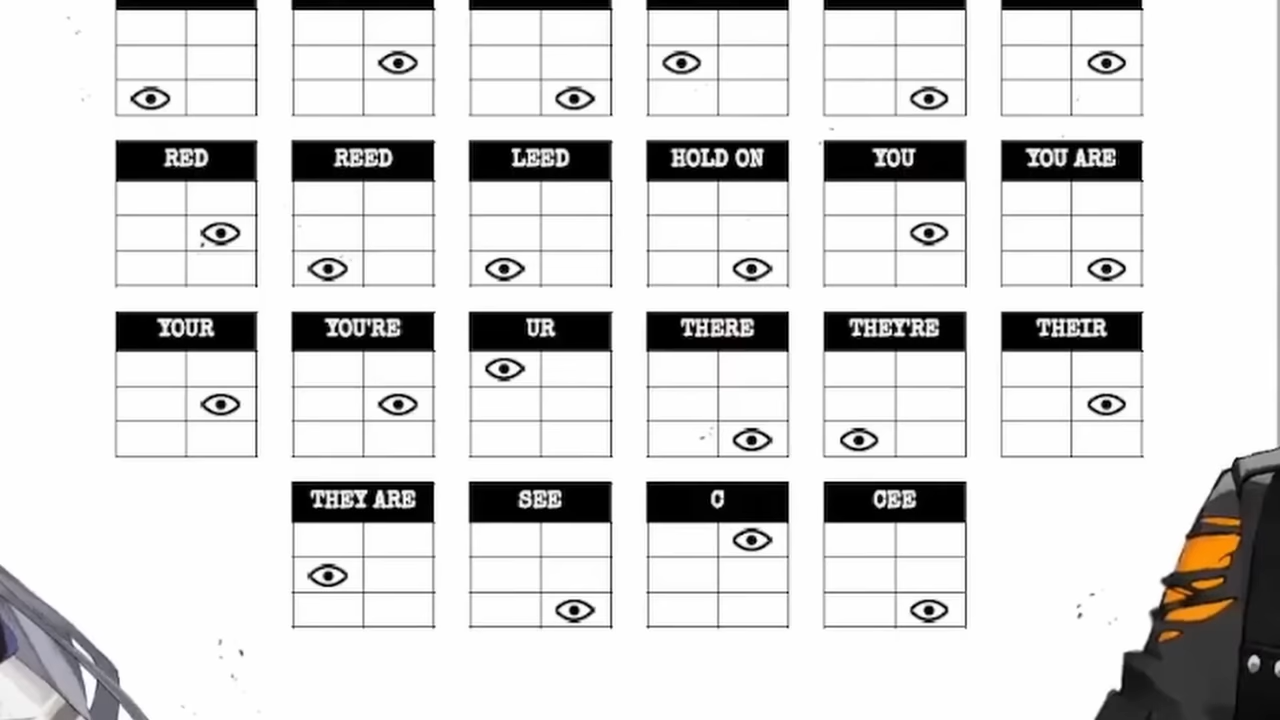 RED REED LEED HOLD ON YOU YOU ARE
YOUR YOU'RE UR THERE THEY'RE THEIR
THEY ARE SEE C CEE